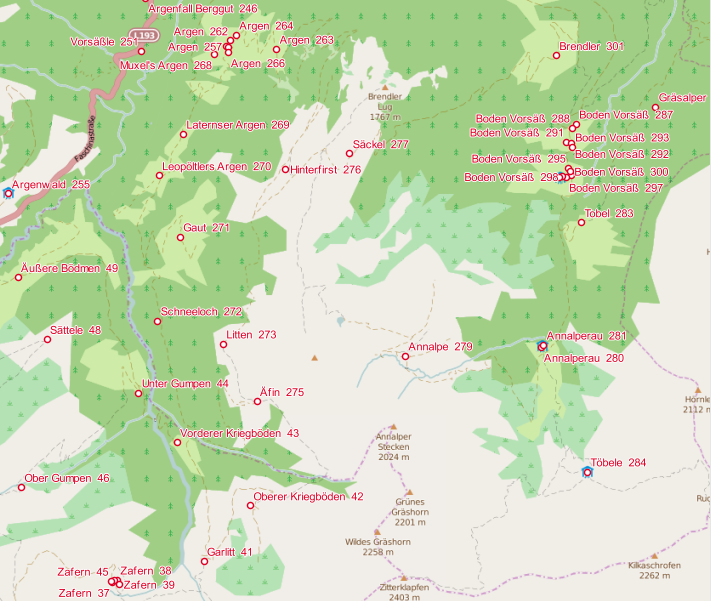 Argenfall Berggut 246
L193
Argen 264
Argen 262
Vorsäßle 251
Argen 257
Argen 263
Brendler 301
Muxel's Argen 268
Argen 266
Brendler
Lug
1767 m
Gräsalper
Boden Vorsäß 288
Boden Vorsäß 287
Laternser Argen 269
Boden Vorsäß 291
Boden Vorsäß 293
Faschinastraße
Säckel 277
Boden Vorsäß 292
Boden Vorsäß 295
Leopöltlers Argen 270
Hinterfirst 276
Boden Vorsäß 300
Boden Vorsäß 298
Argenwald 255
Boden Vorsäß 297
Tobel 283
Gaut 271
Äußere Bödmen 49
Schneeloch 272
Sättele 48
Litten 273
Annalperau 281
Annalpe 279
Annalperau 280
Unter Gumpen 44
Äfin 275
2112 m
Vorderer Kriegböden 43
Annalper
Stecken
2024 m
Töbele 284
Ober Gumpen 46
Oberer Kriegböden 42
Grünes
Gräshorn
2201 m
Wildes Gräshorn
2258 m
Garlitt 41
Kilkaschrofen
2262 m
Zafern 45
Zafern 38
Zafern 39
Zafern 37
Zitterklapfen
2403 m